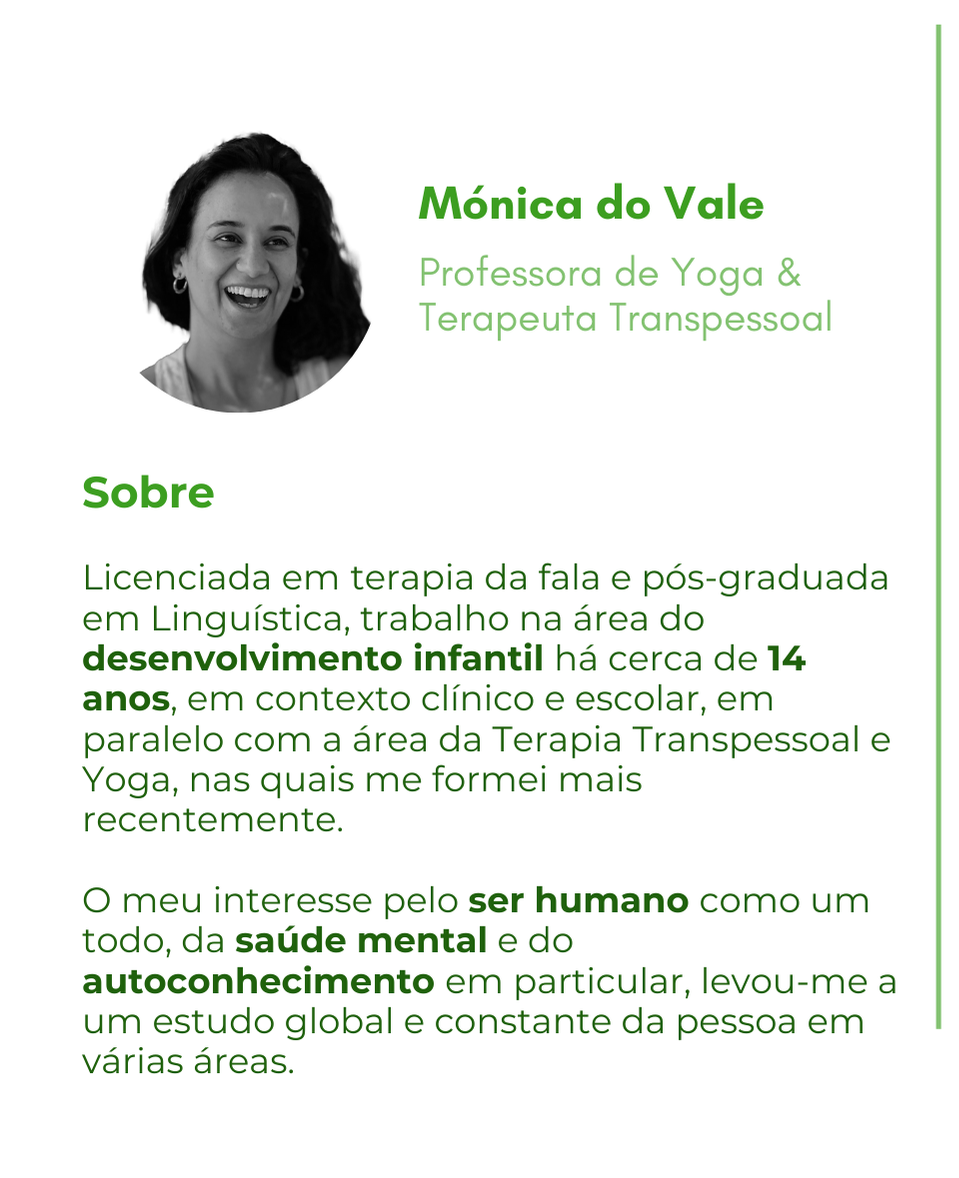 Mónica do Vale
Professora de Yoga &
Terapeuta Transpessoal
Sobre
Licenciada em terapia da fala e pós-graduada
em Linguística, trabalho na área do
desenvolvimento infantil há cerca de 14
anos, em contexto clínico e escolar, em
paralelo com a área da Terapia Transpessoal e
Yoga, nas quais me formei mais
recentemente.
O meu interesse pelo ser humano como um
todo, da saúde mental e do
autoconhecimento em particular, levou-me a
um estudo global e constante da pessoa em
várias áreas.